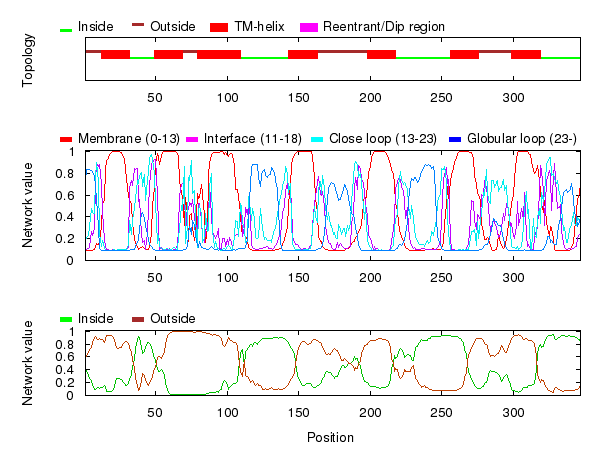 Inside Outside TM-helix Reentrant/Dip region
Topology
50 100 150 200 250 300
Membrane (0-13) Interface (11-18) Close loop (13-23) Globular loop (23-)
Network value
1
0.8
0.6
0.4
0.2
0
50 100 150 200 250 300
Inside Outside
Network value
1
0.8
0.6
0.4
0.2
0
50 100 150 200 250 300
Position